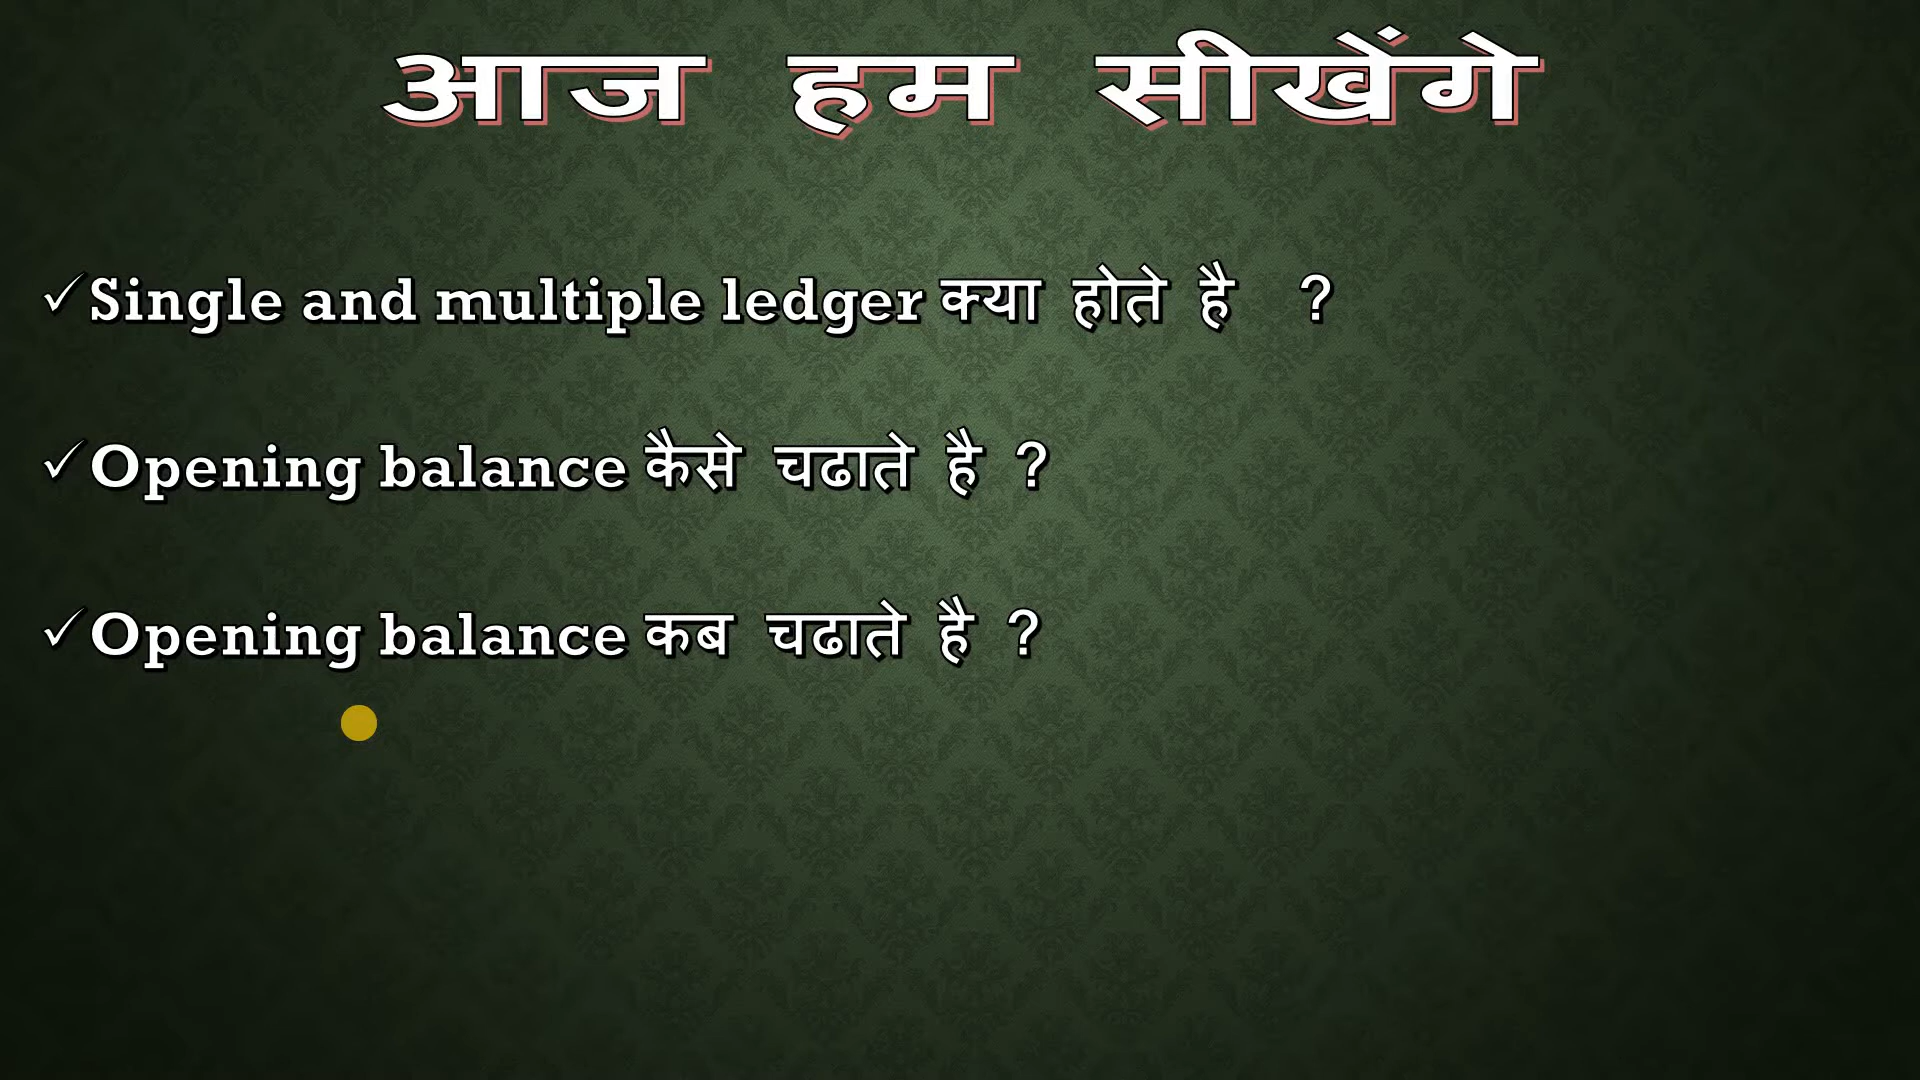 आज हम सीखेंगे
✓Single and multiple ledger क्या होते है ?
✓Opening balance कैसे चढाते है ?
✓Opening balance कब चढाते है ?